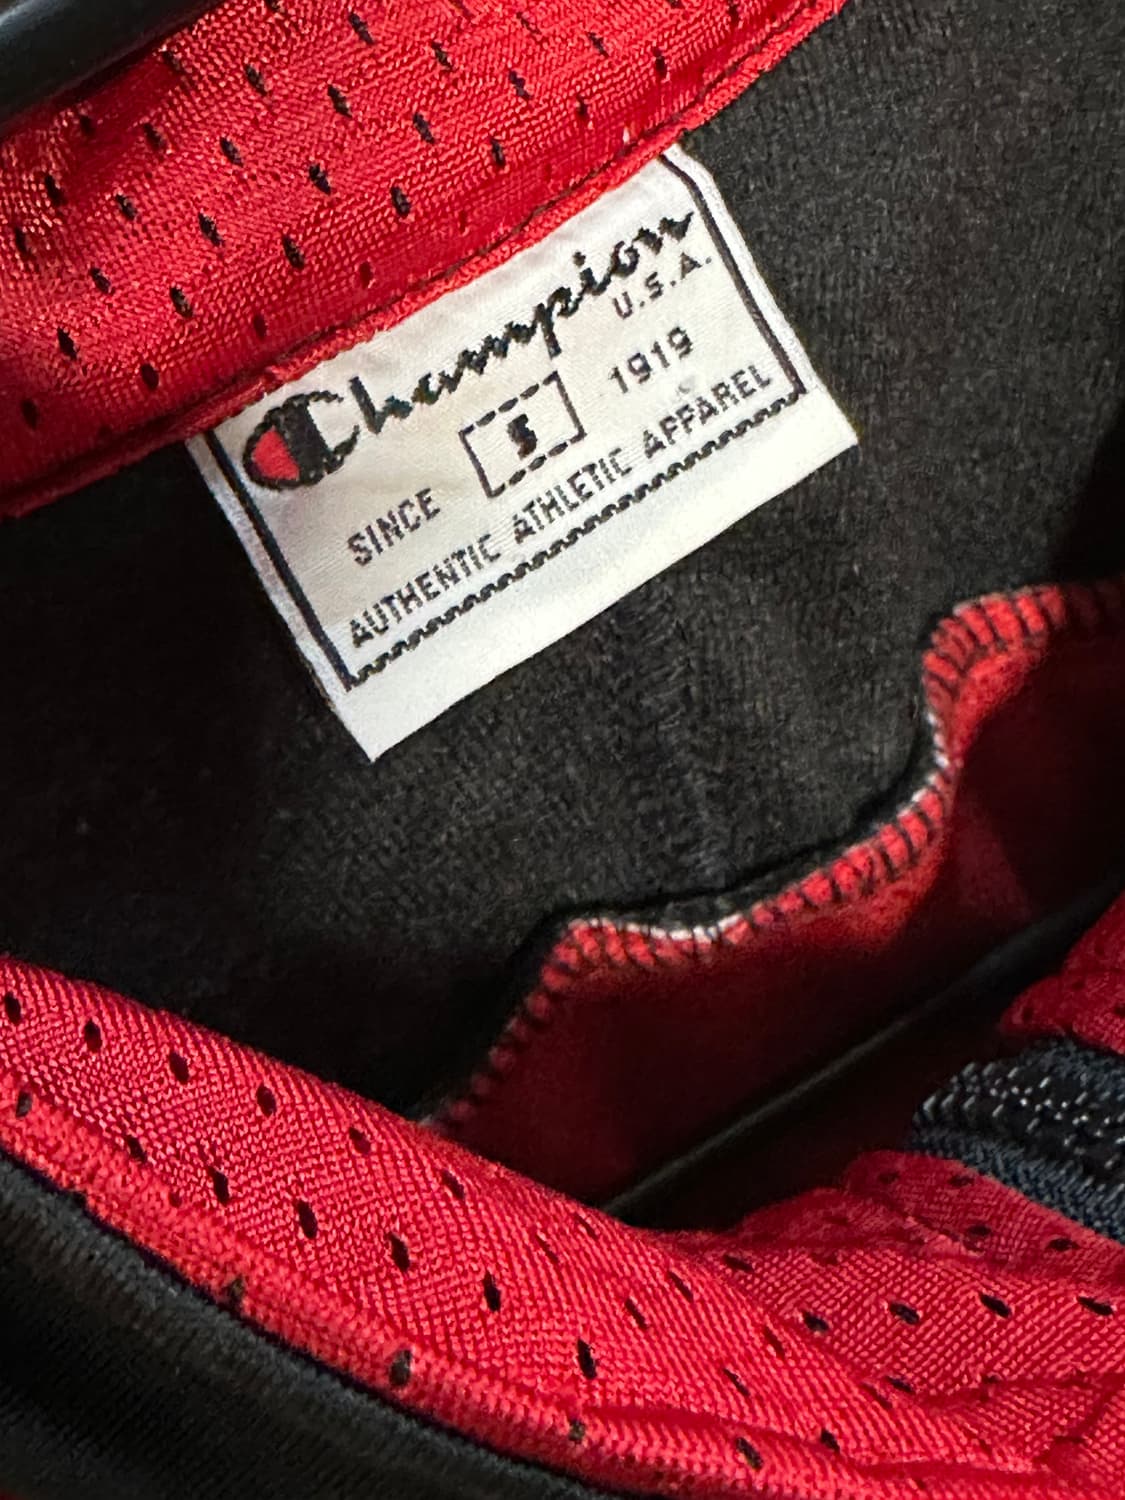 Champion
U.S.A.
SINCE S 1919
AUTHENTIC ATHLETIC APPAREL